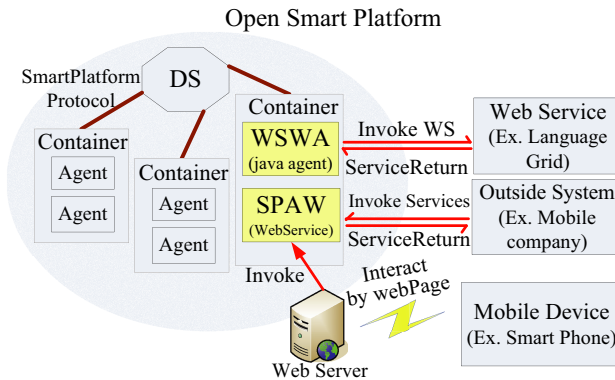 Open Smart Platform
SmartPlatform
Protocol
DS
Container
Agent
Agent
Container
Agent
Agent
Container
WSWA
(java agent)
SPAW
(WebService)
Invoke WS
ServiceReturn
Web Service
(Ex. Language
Grid)
Invoke Services
ServiceReturn
Outside System
(Ex. Mobile
company)
Invoke
Interact
by webPage
Web Server
Mobile Device
(Ex. Smart Phone)